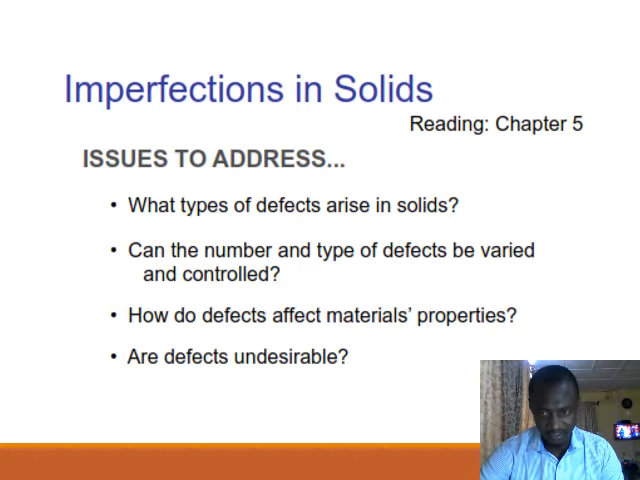 Imperfections in Solids
Reading: Chapter 5
ISSUES TO ADDRESS...
• What types of defects arise in solids?
• Can the number and type of defects be varied
and controlled?
• How do defects affect materials’ properties?
• Are defects undesirable?